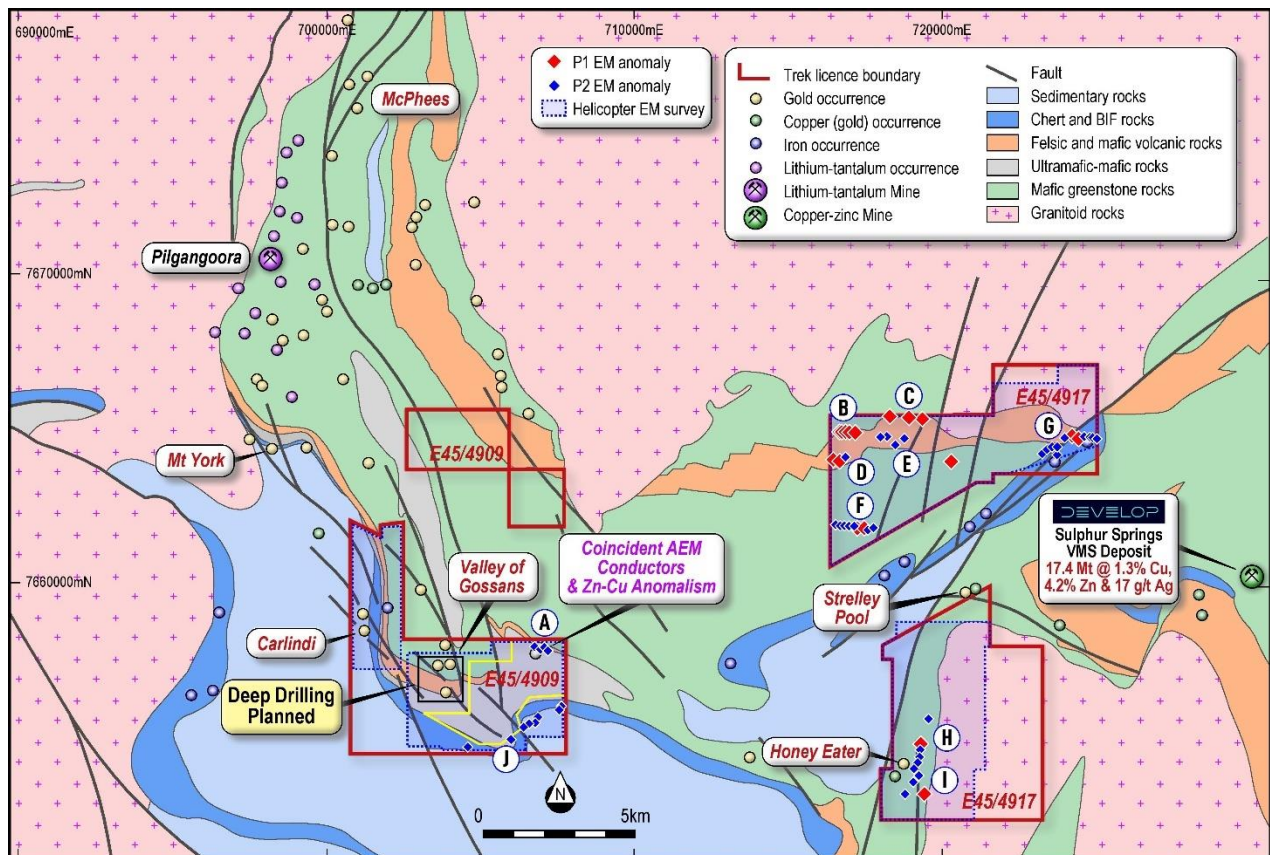 690000mE
700000mE
710000mE
720000mE
P1 EM anomaly
P2 EM anomaly
Helicopter EM survey
Trek licence boundary
Gold occurrence
Copper (gold) occurrence
Iron occurrence
Lithium-tantalum occurrence
Lithium-tantalum Mine
Copper-zinc Mine
Fault
Sedimentary rocks
Chert and BIF rocks
Felsic and mafic volcanic rocks
Ultramafic-mafic rocks
Mafic greenstone rocks
Granitoid rocks
McPhees
Pilgangoora
7670000mN
E45/4917
B
C
G
E45/4909
Mt York
D
E
F
DEVELOP
Sulphur Springs
VMS Deposit
17.4 Mt @ 1.3% Cu,
4.2% Zn & 17 g/t Ag
Coincident AEM
Conductors
& Zn-Cu Anomalism
Valley of
Gossans
7660000mN
Strelley
Pool
Carlindi
A
E45/4909
Deep Drilling
Planned
J
H
Honey Eater
I
E45/4917
N
0
5km